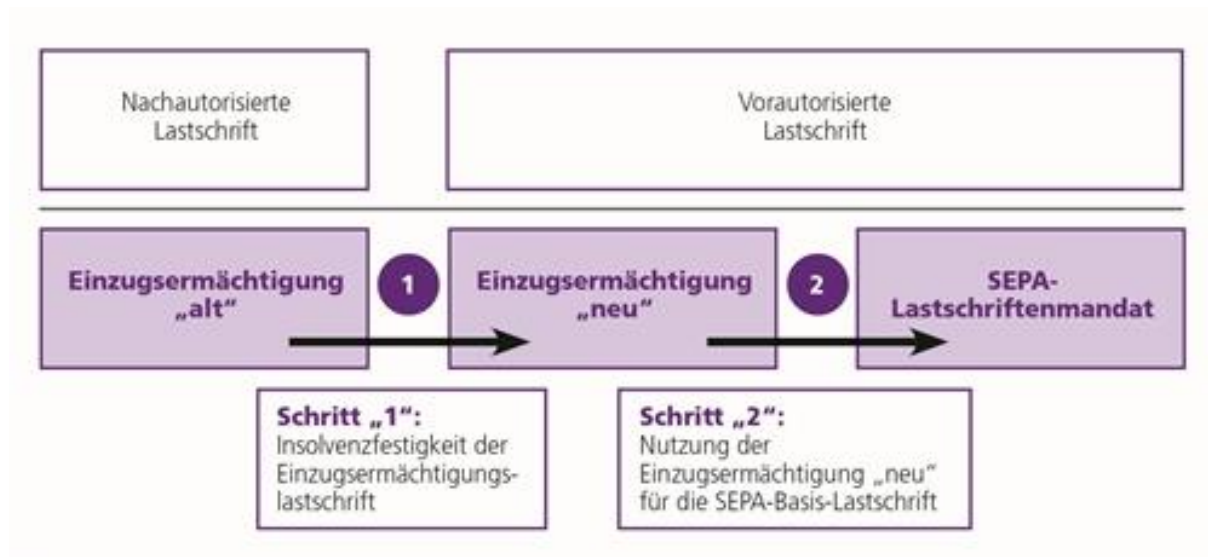 Nachautorisierte
Lastschrift
Vorautorisierte
Lastschrift
Einzugsermächtigung
„alt“
1
Einzugsermächtigung
„neu“
2
SEPA-
Lastschriftenmandat
Schritt „1“:
Insolvenzfestigkeit der
Einzugsermächtigungs-
lastschrift
Schritt „2“:
Nutzung der
Einzugsermächtigung „neu“
für die SEPA-Basis-Lastschrift